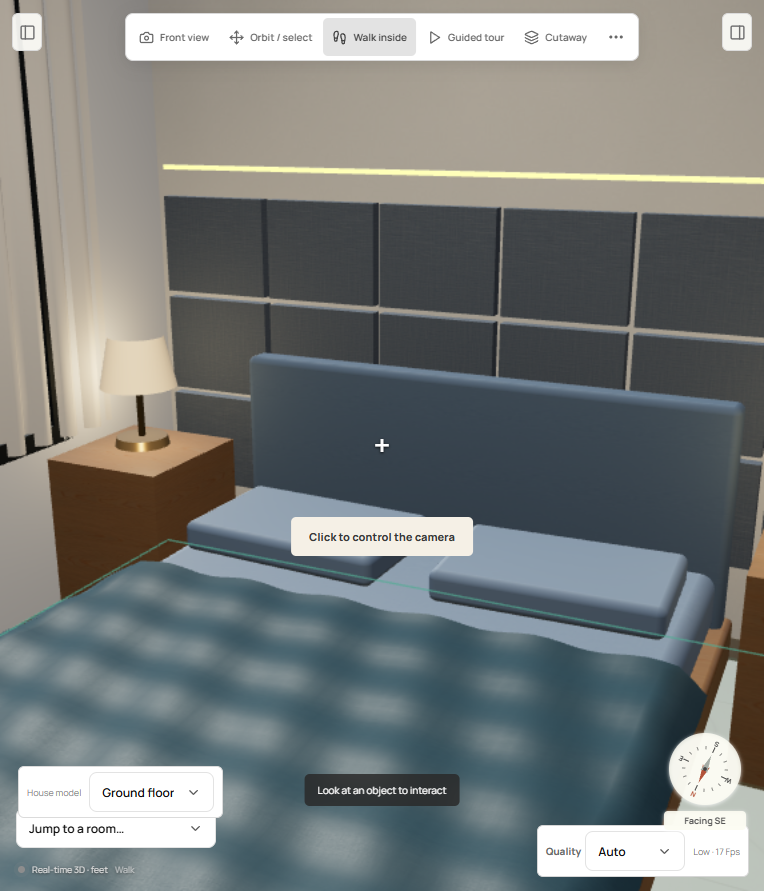 Front view
Orbit / select
Walk inside
Guided tour
Cutaway
Click to control the camera
House model
Ground floor
Jump to a room...
Look at an object to interact
S
E
W
N
Facing SE
Quality
Auto
Low · 17 Fps
Real-time 3D · feet
Walk